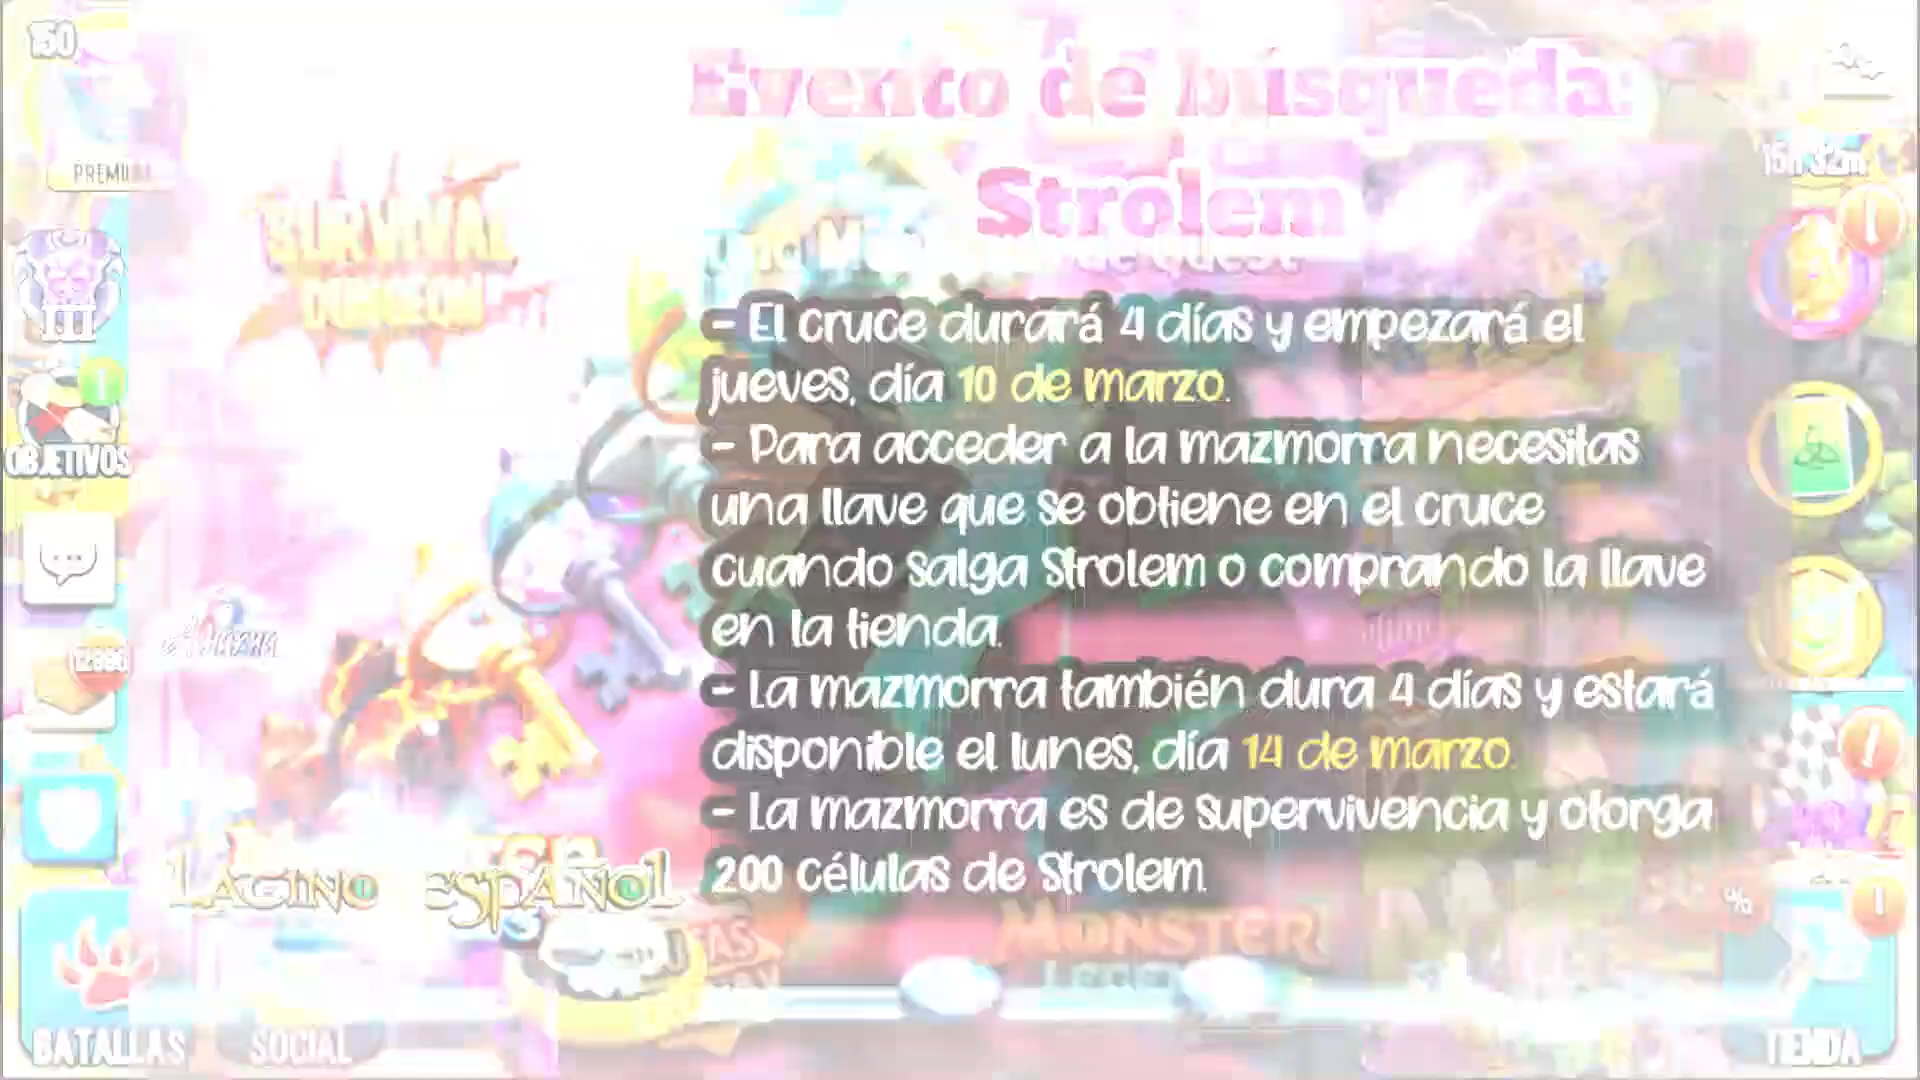 150
Evento de búsqueda:
Strolem
PREMIUM
15h 32m
SURVIVAL
DUNGEON
Quest
- El cruce durará 4 días y empezará el
jueves, día 10 de marzo.
III
- Para acceder a la mazmorra necesitas
OBJETIVOS
una llave que se obtiene en el cruce
cuando salga Strolem o comprando la llave
en la tienda.
- La mazmorra también dura 4 días y estará
disponible el lunes, día 14 de marzo.
- La mazmorra es de supervivencia y otorga
200 células de Strolem.
LATINO ESPAÑOL
MONSTER
BATALLAS
SOCIAL
TIENDA